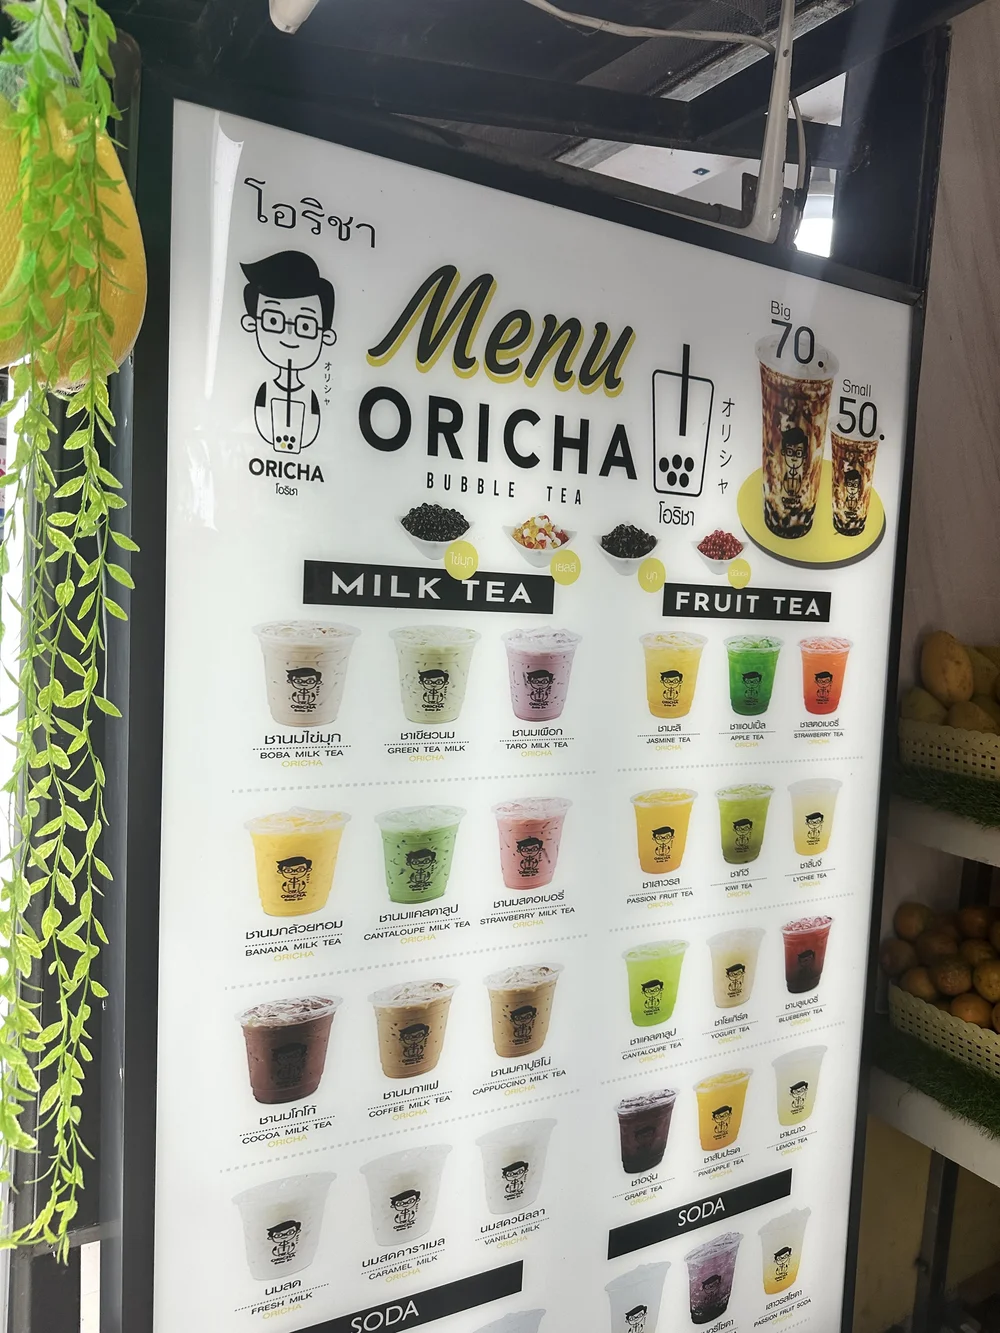 โอริชา
オリシャ
ORICHA
โอริชา
Menu
ORICHA
BUBBLE TEA
オリシャ
โอริชา
Big
70.
Small
50.
ไข่มุก
เยลลี่
บุก
MILK TEA
FRUIT TEA
ชานมไข่มุก
BOBA MILK TEA
ORICHA
ชาเขียวนม
GREEN TEA MILK
ORICHA
ชานมเผือก
TARO MILK TEA
ORICHA
ชามะลิ
JASMINE TEA
ORICHA
ชาแอปเปิ้ล
APPLE TEA
ORICHA
ชาสตอเบอรี่
STRAWBERRY TEA
ORICHA
ชานมกล้วยหอม
BANANA MILK TEA
ORICHA
ชานมแคลตาลูป
CANTALOUPE MILK TEA
ORICHA
ชานมสตอเบอรี่
STRAWBERRY MILK TEA
ORICHA
ชาเสาวรส
PASSION FRUIT TEA
ORICHA
ชากีวี
KIWI TEA
ORICHA
ชาลิ้นจี่
LYCHEE TEA
ORICHA
ชานมโกโก้
COCOA MILK TEA
ORICHA
ชานมกาแฟ
COFFEE MILK TEA
ORICHA
ชานมคาปูชิโน่
CAPPUCCINO MILK TEA
ORICHA
ชาแคลตาลูป
CANTALOUPE TEA
ORICHA
ชาโยเกิร์ต
YOGURT TEA
ORICHA
ชาบลูเบอรี่
BLUEBERRY TEA
ORICHA
นมสด
FRESH MILK
ORICHA
นมสดคาราเมล
CARAMEL MILK
ORICHA
นมสดวนิลลา
VANILLA MILK
ORICHA
ชาองุ่น
GRAPE TEA
ORICHA
ชาสัปปะรด
PINEAPPLE TEA
ORICHA
ชามะนาว
LEMON TEA
ORICHA
SODA
SODA
เสาวรสโซดา
PASSION FRUIT SODA